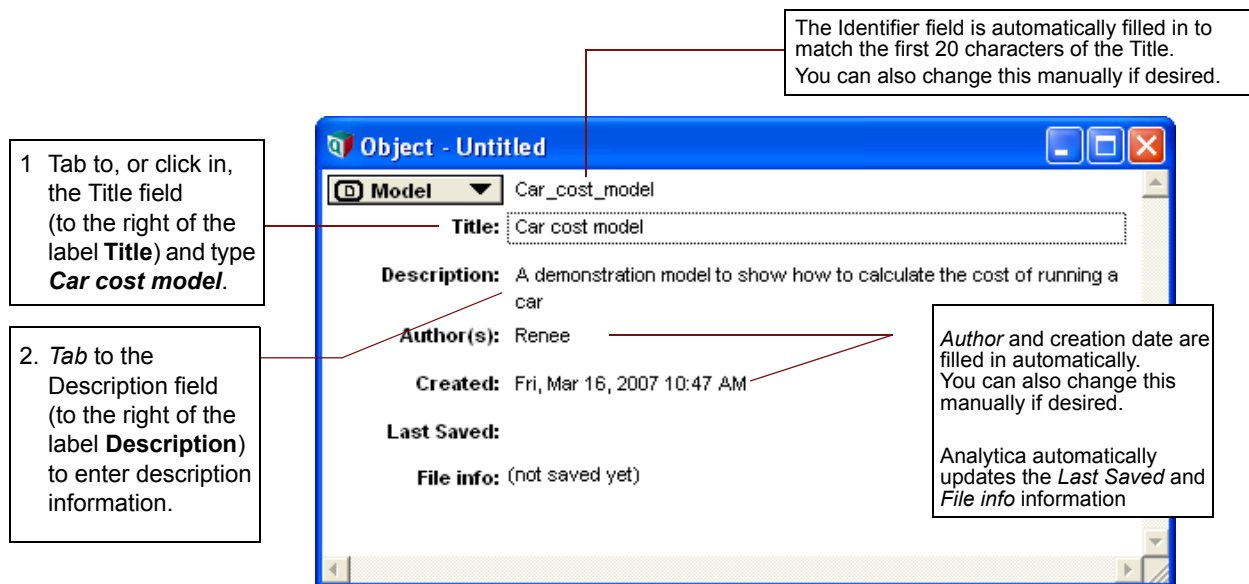 The Identifier field is automatically filled in to
match the first 20 characters of the Title.
You can also change this manually if desired.
1 Tab to, or click in,
the Title field
(to the right of the
label Title) and type
Car cost model.
2. Tab to the
Description field
(to the right of the
label Description)
to enter description
information.
Object - Untitled
Model Car_cost_model
Title: Car cost model
Description: A demonstration model to show how to calculate the cost of running a
car
Author(s): Renee
Created: Fri, Mar 16, 2007 10:47 AM
Last Saved:
File info: (not saved yet)
Author and creation date are
filled in automatically.
You can also change this
manually if desired.
Analytica automatically
updates the Last Saved and
File info information